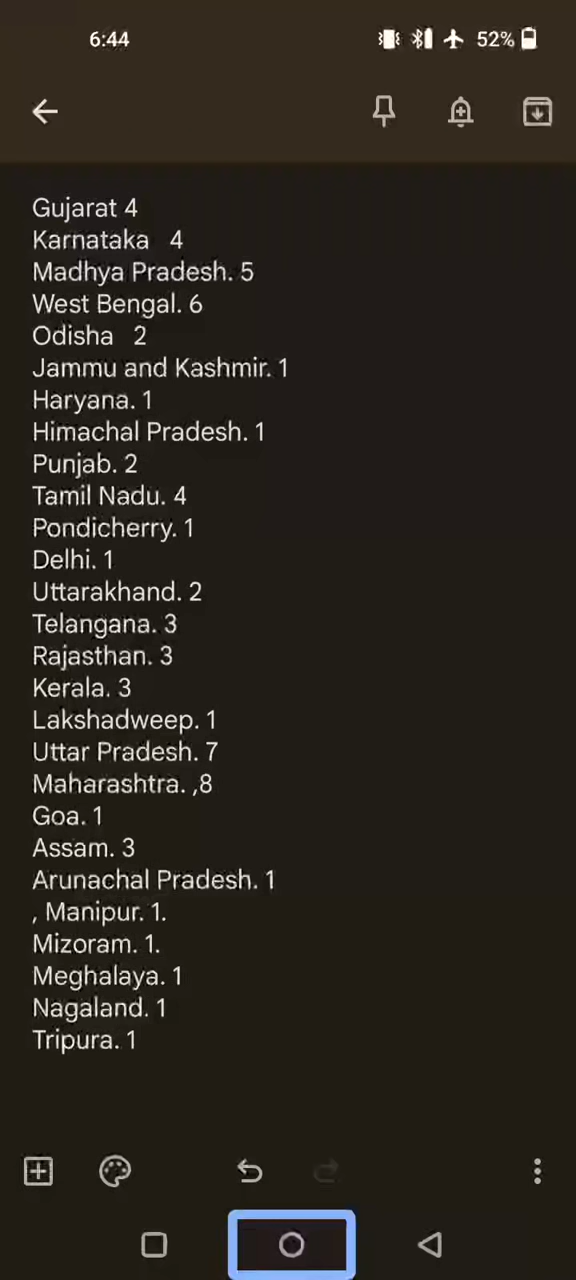 6:44
52%
Gujarat 4
Karnataka   4
Madhya Pradesh. 5
West Bengal. 6
Odisha   2
Jammu and Kashmir. 1
Haryana. 1
Himachal Pradesh. 1
Punjab. 2
Tamil Nadu. 4
Pondicherry. 1
Delhi. 1
Uttarakhand. 2
Telangana. 3
Rajasthan. 3
Kerala. 3
Lakshadweep. 1
Uttar Pradesh. 7
Maharashtra. ,8
Goa. 1
Assam. 3
Arunachal Pradesh. 1
, Manipur. 1.
Mizoram. 1.
Meghalaya. 1
Nagaland. 1
Tripura. 1